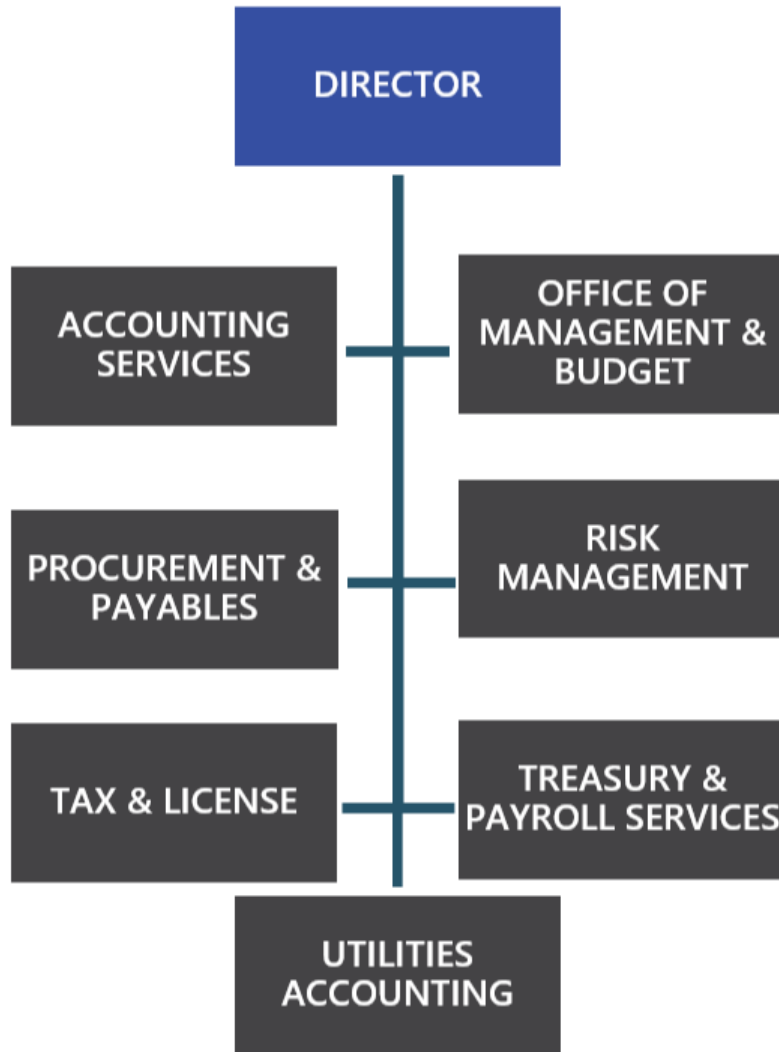 DIRECTOR
ACCOUNTING
SERVICES
OFFICE OF
MANAGEMENT &
BUDGET
PROCUREMENT &
PAYABLES
RISK
MANAGEMENT
TAX & LICENSE
TREASURY &
PAYROLL SERVICES
UTILITIES
ACCOUNTING